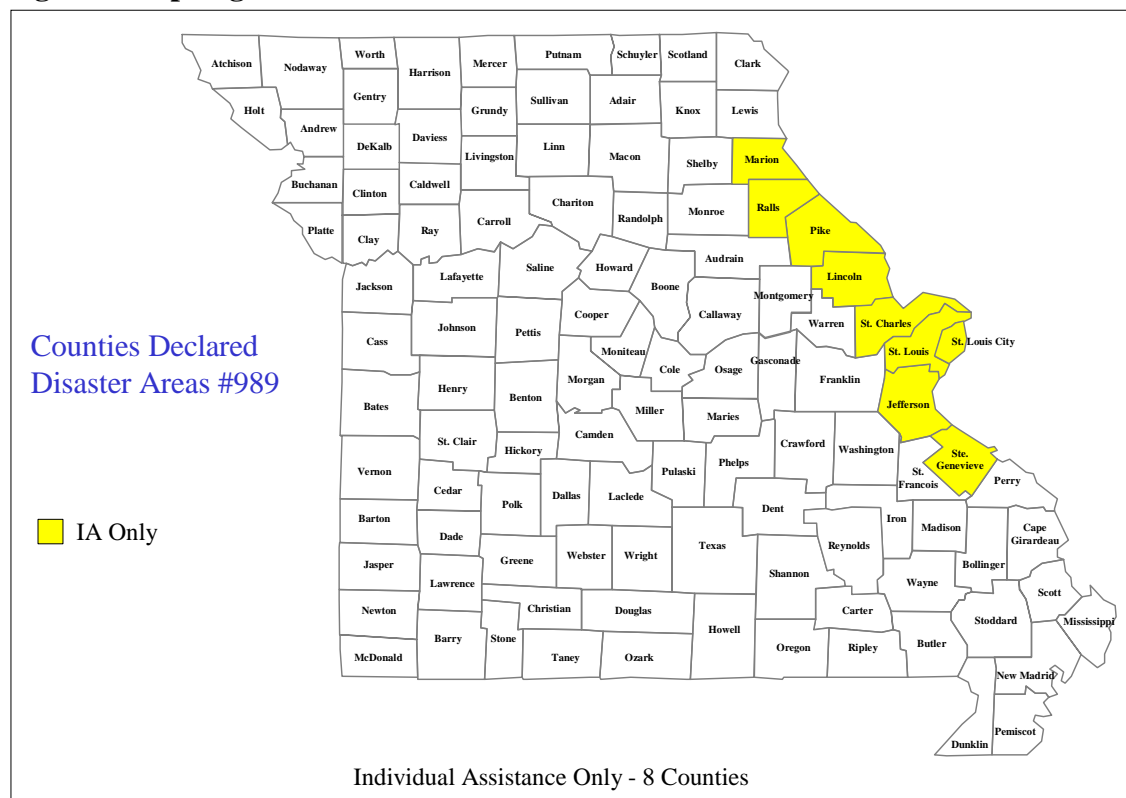 Atchison
Nodaway
Worth
Harrison
Mercer
Putnam
Schuyler
Scotland
Clark
Holt
Gentry
Grundy
Sullivan
Adair
Knox
Lewis
Andrew
DeKalb
Daviess
Livingston
Linn
Macon
Shelby
Marion
Buchanan
Clinton
Caldwell
Chariton
Randolph
Monroe
Ralls
Platte
Clay
Ray
Carroll
Pike
Jackson
Lafayette
Saline
Howard
Boone
Audrain
Lincoln
Montgomery
Callaway
Cass
Johnson
Pettis
Cooper
Moniteau
Warren
St. Charles
St. Louis
St. Louis City
Counties Declared
Disaster Areas #989
Bates
Henry
Benton
Morgan
Cole
Osage
Gasconade
Franklin
Jefferson
Miller
Maries
Vernon
St. Clair
Hickory
Camden
Pulaski
Phelps
Crawford
Washington
St.
Francois
Ste.
Genevieve
Perry
IA Only
Barton
Cedar
Polk
Dallas
Laclede
Dent
Iron
Madison
Cape
Girardeau
Dade
Jasper
Greene
Webster
Wright
Texas
Reynolds
Bollinger
Lawrence
Shannon
Wayne
Scott
Newton
Christian
Douglas
Carter
Stoddard
Mississippi
McDonald
Barry
Stone
Taney
Ozark
Howell
Oregon
Ripley
Butler
New Madrid
Dunklin
Pemiscot
Individual Assistance Only - 8 Counties